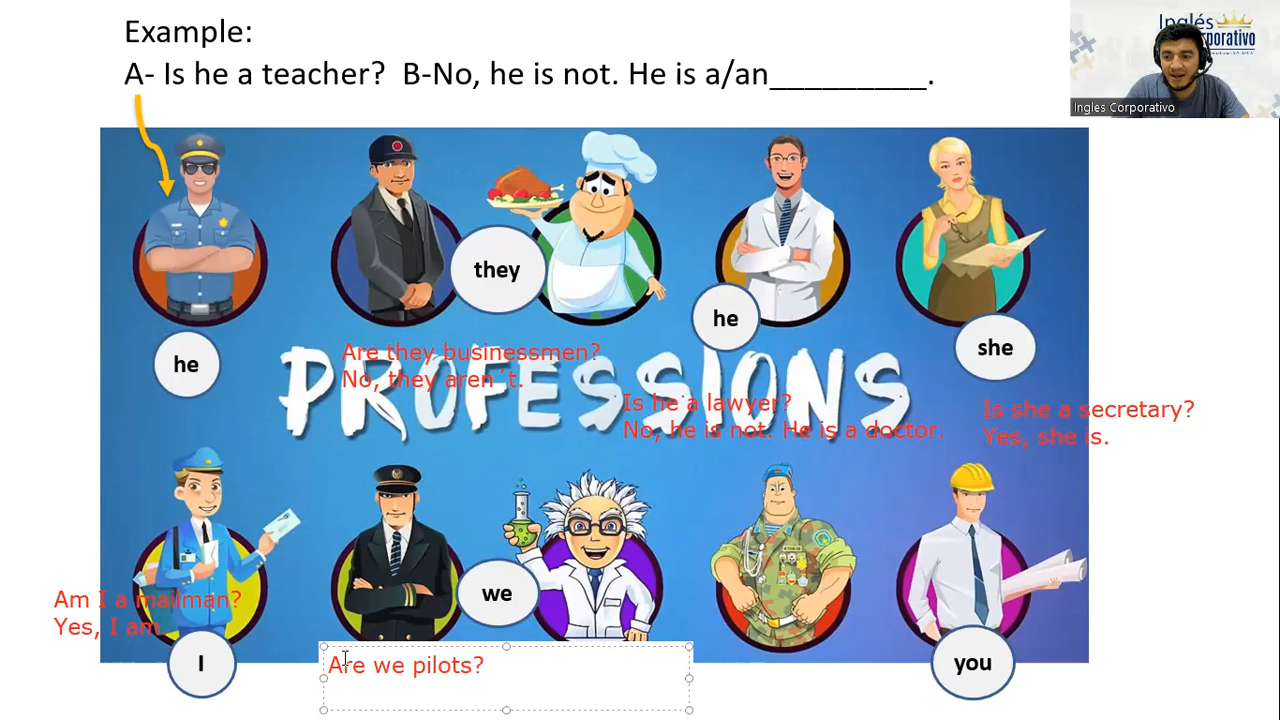 Example:
A- Is he a teacher?  B-No, he is not. He is a/an_________.
Inglés
Corporativo
Ingles Corporativo
they
he
he
she
Are they businessmen?
No, they aren´t.
PROFESSIONS
Is he a lawyer?
No, he is not. He is a doctor.
Is she a secretary?
Yes, she is.
we
Am I a mailman?
Yes, I am.
I
Are we pilots?
you